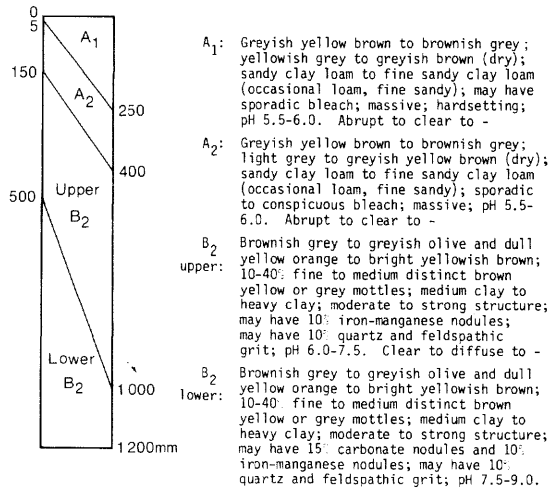 0
5
150
500
A1
A2
Upper
B2
Lower
B2
250
400
1 000
1200mm
A1: Greyish yellow brown to brownish grey;
yellowish grey to greyish brown (dry);
sandy clay loam to fine sandy clay loam
(occasional loam, fine sandy); may have
sporadic bleach; massive; hardsetting;
pH 5.5-6.0. Abrupt to clear to -
A2: Greyish yellow brown to brownish grey;
light grey to greyish yellow brown (dry);
sandy clay loam to fine sandy clay loam
(occasional loam, fine sandy); sporadic
to conspicuous bleach; massive; pH 5.5-
6.0. Abrupt to clear to -
B2 upper: Brownish grey to greyish olive and dull
yellow orange to bright yellowish brown;
10-40% fine to medium distinct brown
yellow or grey mottles; medium clay to
heavy clay; moderate to strong structure;
may have 10% iron-manganese nodules;
may have 10% quartz and feldspathic
grit; pH 6.0-7.5. Clear to diffuse to -
B2 lower: Brownish grey to greyish olive and dull
yellow orange to bright yellowish brown;
10-40% fine to medium distinct brown
yellow or grey mottles; medium clay to
heavy clay; moderate to strong structure;
may have 15% carbonate nodules and 10%
iron-manganese nodules; may have 10%
quartz and feldspathic grit; pH 7.5-9.0.